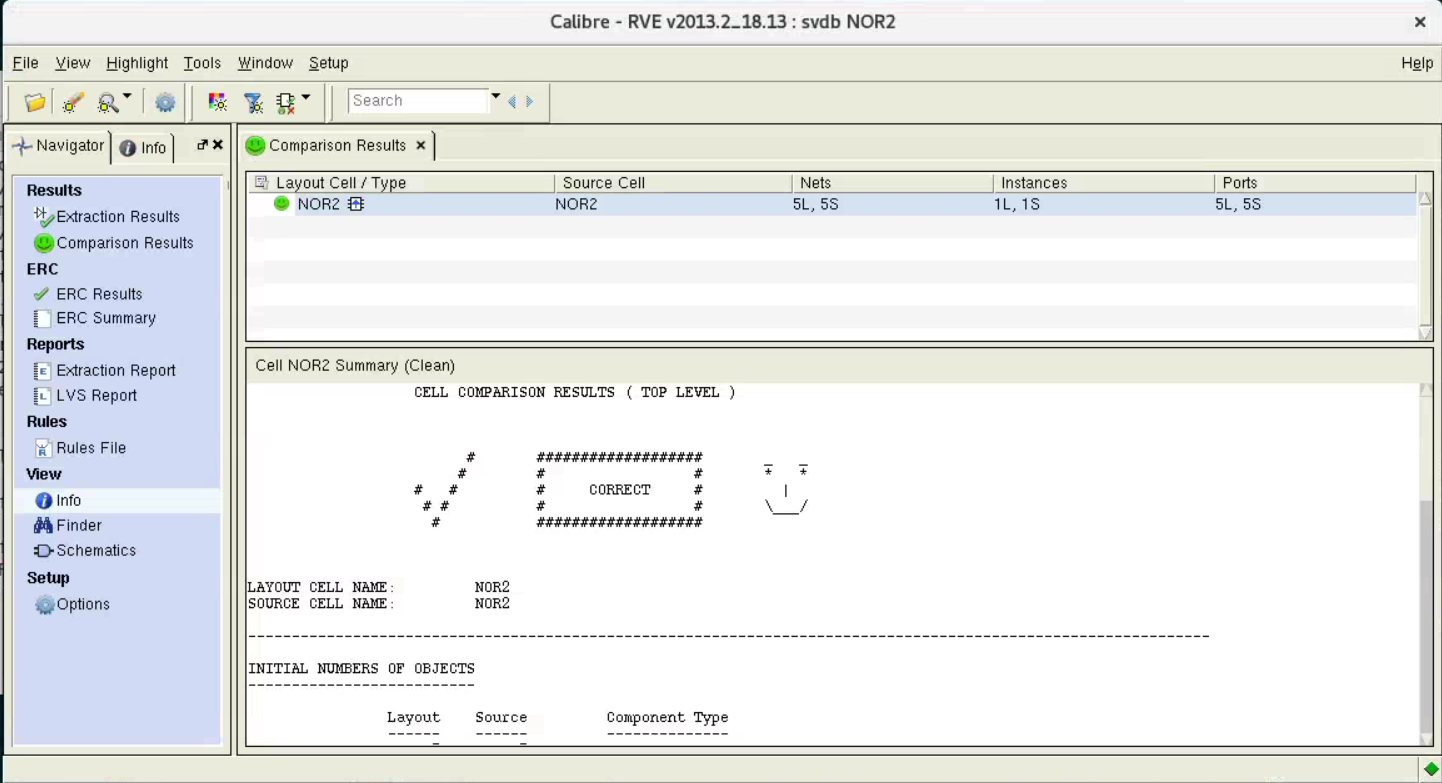 Calibre - RVE v2013.2_18.13 : svdb NOR2
File View Highlight Tools Window Setup Help
Search
Navigator Info
Results
Extraction Results
Comparison Results
ERC
ERC Results
ERC Summary
Reports
Extraction Report
LVS Report
Rules
Rules File
View
Info
Finder
Schematics
Setup
Options
Comparison Results
Layout Cell / Type Source Cell Nets Instances Ports
NOR2 NOR2 5L, 5S 1L, 1S 5L, 5S
Cell NOR2 Summary (Clean)
CELL COMPARISON RESULTS ( TOP LEVEL )
CORRECT
LAYOUT CELL NAME: NOR2
SOURCE CELL NAME: NOR2
INITIAL NUMBERS OF OBJECTS
Layout Source Component Type